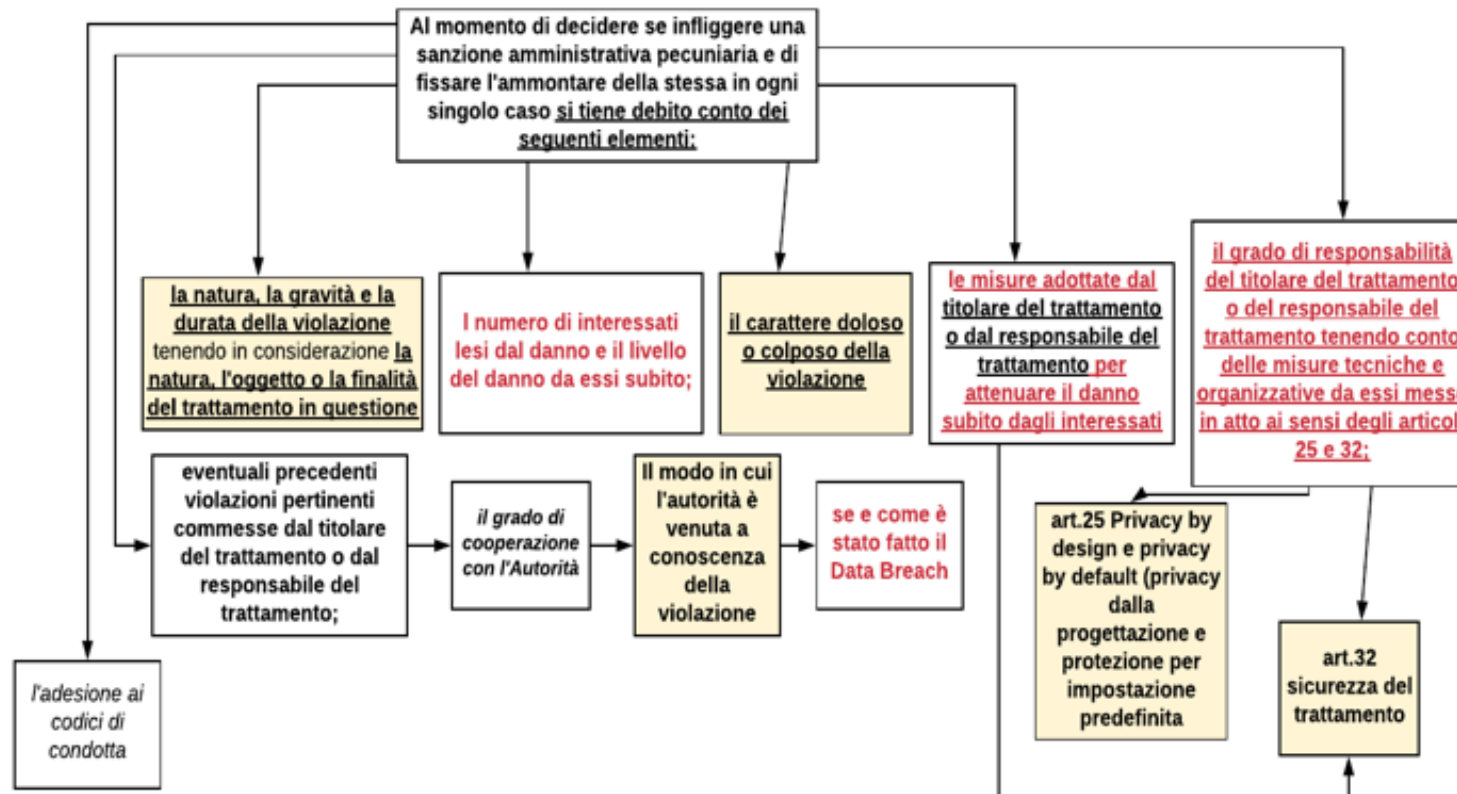 Al momento di decidere se infliggere una
sanzione amministrativa pecuniaria e di
fissare l'ammontare della stessa in ogni
singolo caso si tiene debito conto dei
seguenti elementi:
la natura, la gravità e la
durata della violazione
tenendo in considerazione la
natura, l'oggetto o la finalità
del trattamento in questione
I numero di interessati
lesi dal danno e il livello
del danno da essi subito;
il carattere doloso
o colposo della
violazione
le misure adottate dal
titolare del trattamento
o dal responsabile del
trattamento per
attenuare il danno
subito dagli interessati
il grado di responsabilità
del titolare del trattamento
o del responsabile del
trattamento tenendo conto
delle misure tecniche e
organizzative da essi messe
in atto ai sensi degli articol
25 e 32;
eventuali precedenti
violazioni pertinenti
commesse dal titolare
del trattamento o dal
responsabile del
trattamento;
il grado di
cooperazione
con l'Autorità
Il modo in cui
l'autorità è
venuta a
conoscenza
della
violazione
se e come è
stato fatto il
Data Breach
art.25 Privacy by
design e privacy
by default (privacy
dalla
progettazione e
protezione per
impostazione
predefinita
art.32
sicurezza del
trattamento
l'adesione ai
codici di
condotta